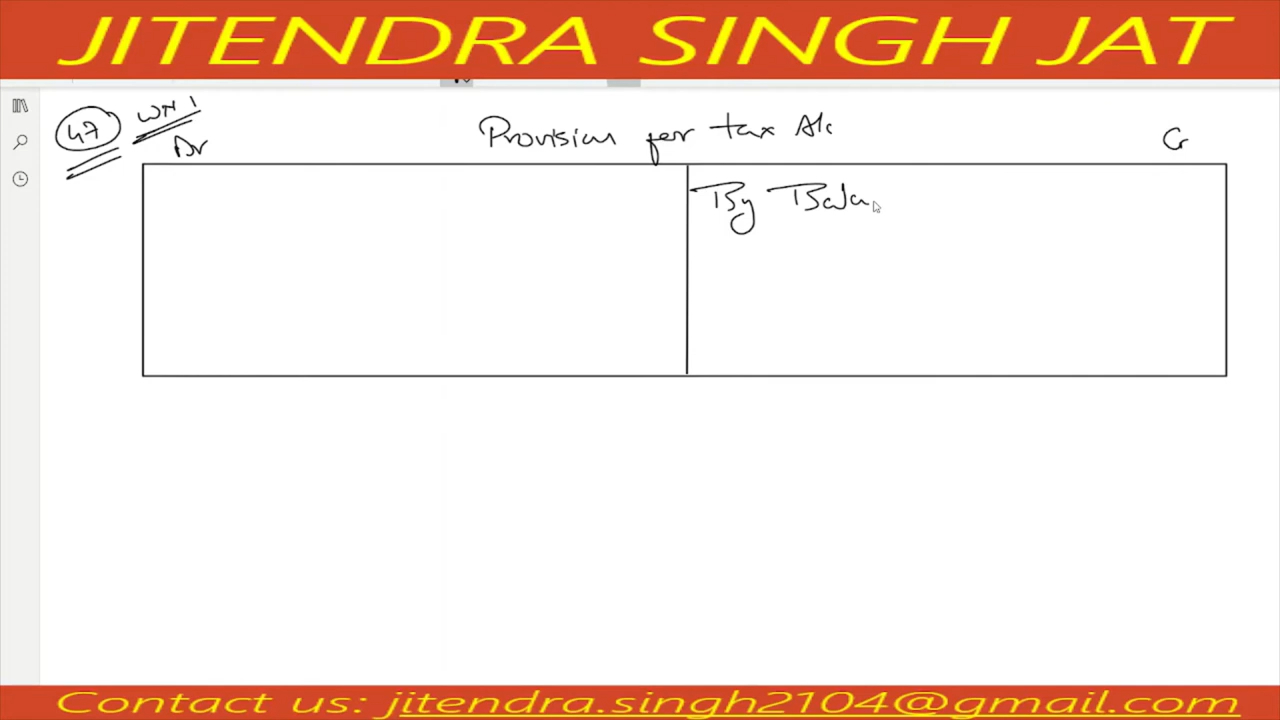 JITENDRA SINGH JAT
47 WN 1
Provision for tax A/c
Dr
Cr
By Bala
Contact us: jitendra.singh2104@gmail.com